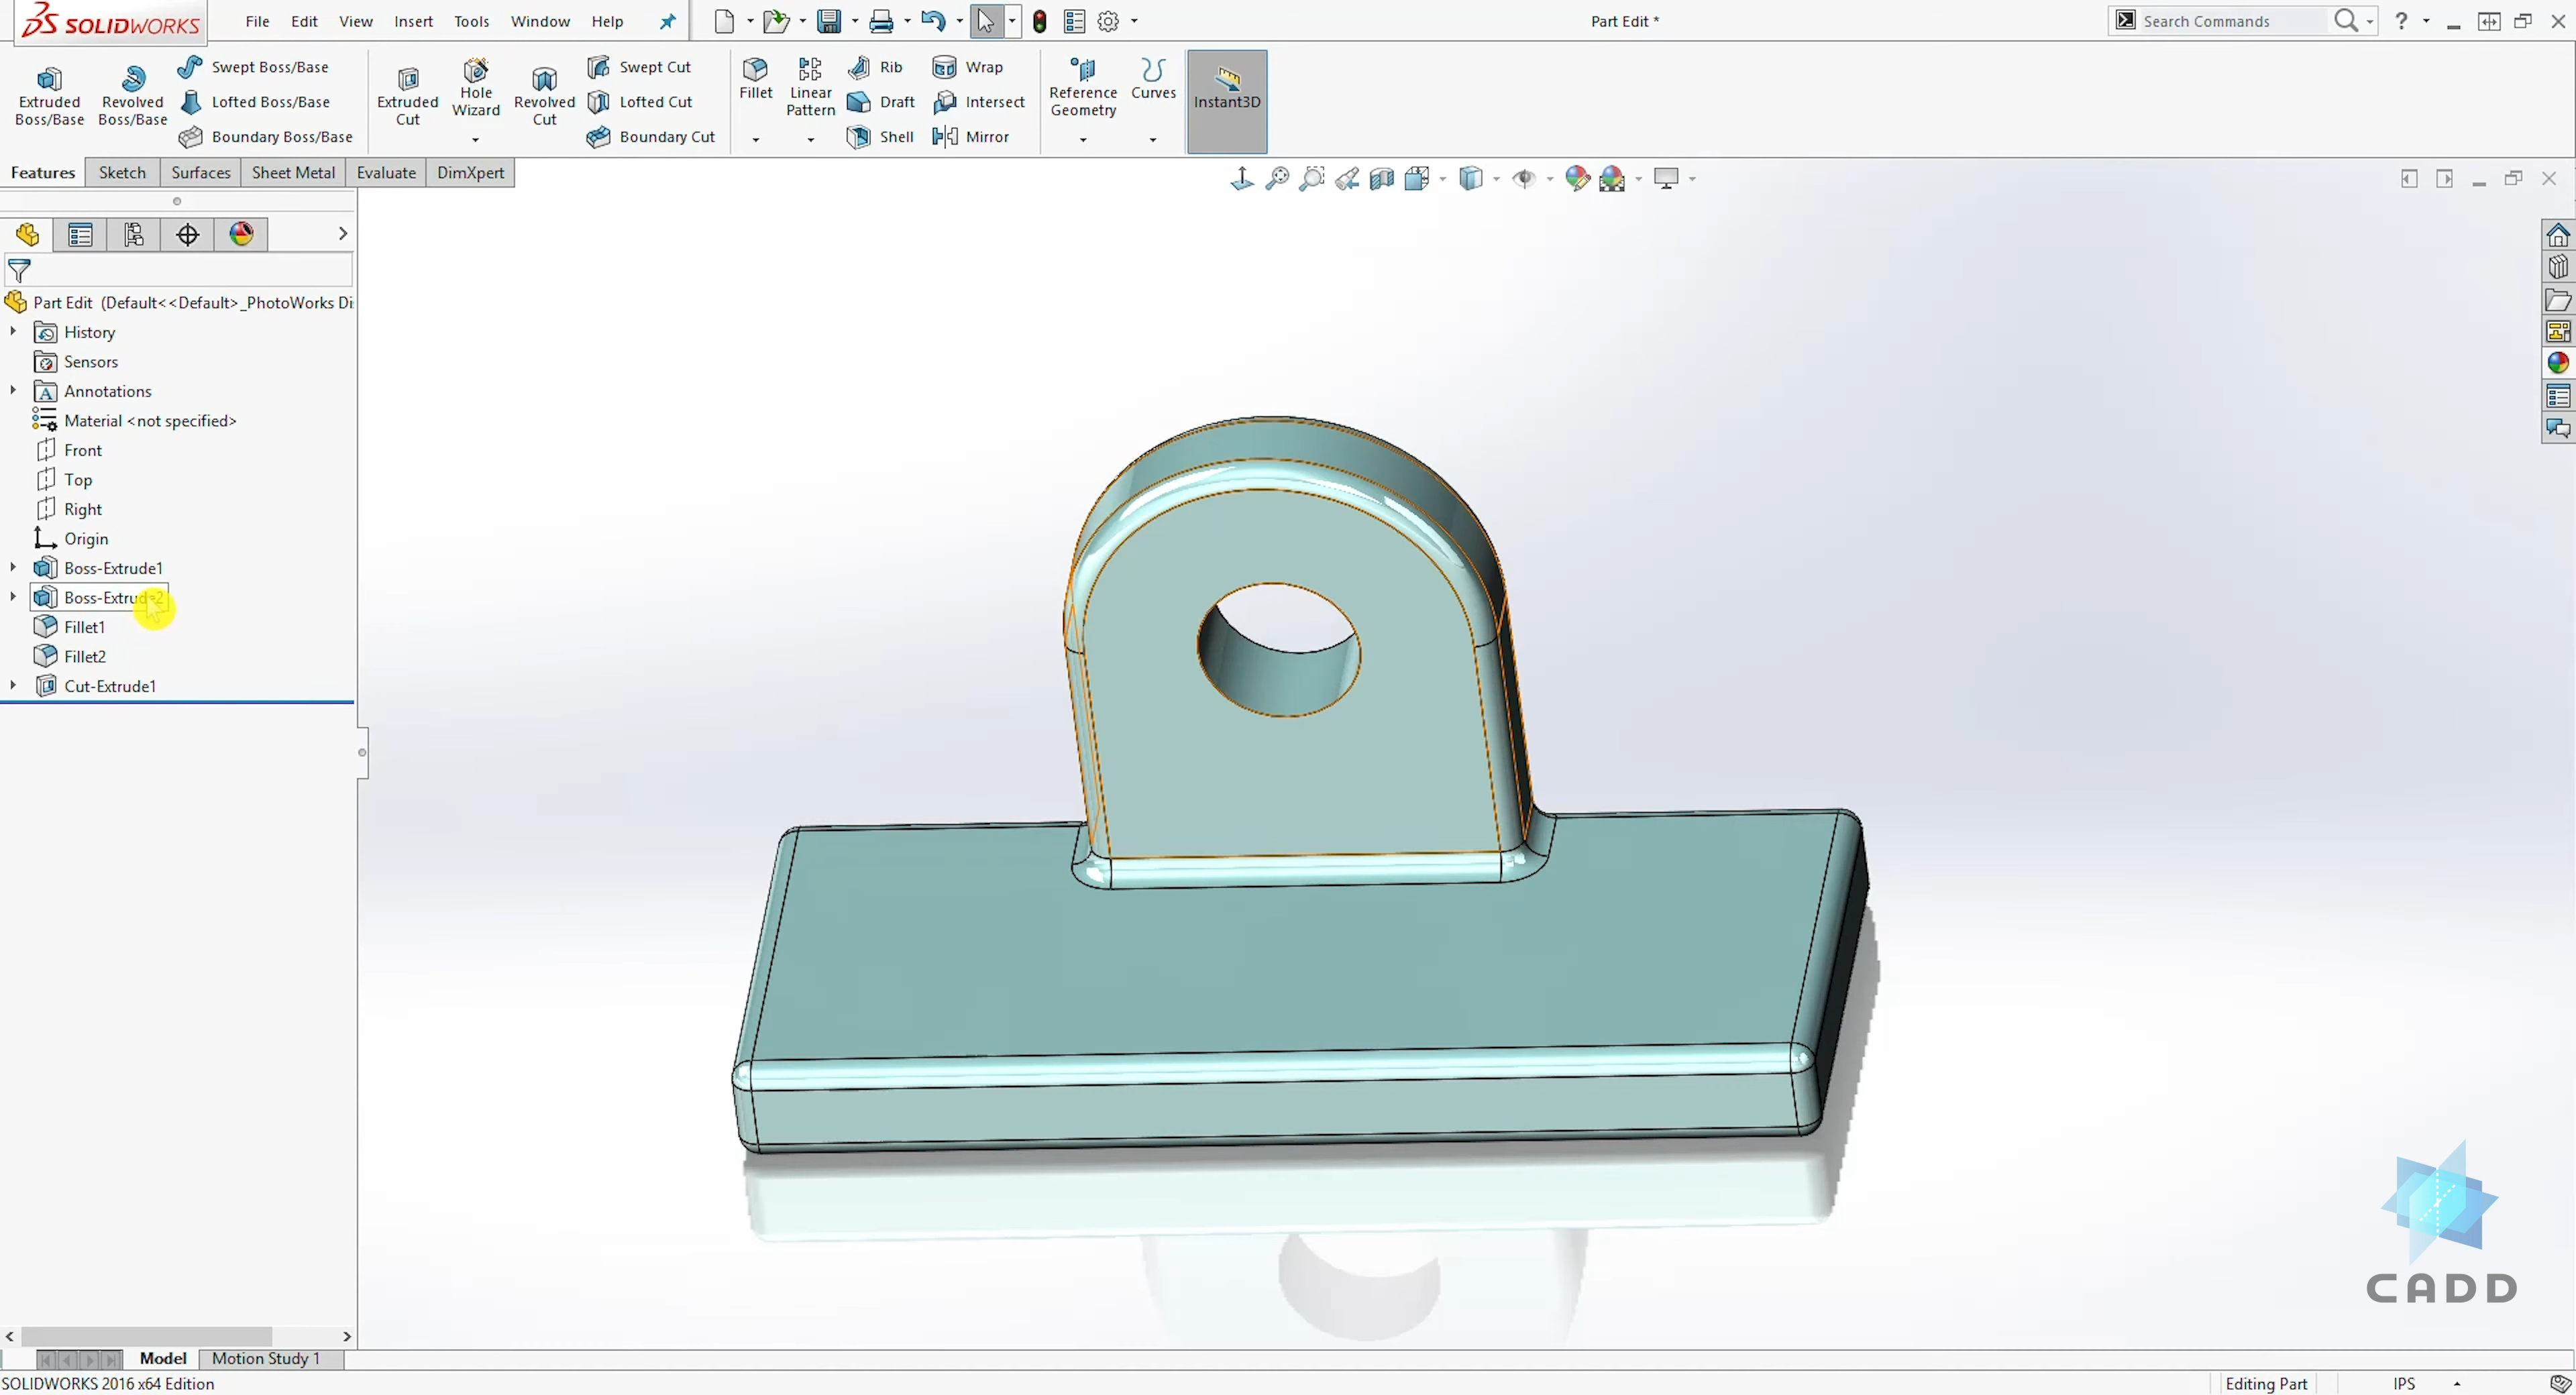 SOLIDWORKS File Edit View Insert Tools Window Help Part Edit * Search Commands ?
Extruded Boss/Base
Revolved Boss/Base
Swept Boss/Base
Lofted Boss/Base
Boundary Boss/Base
Extruded Cut
Hole Wizard
Revolved Cut
Swept Cut
Lofted Cut
Boundary Cut
Fillet
Linear Pattern
Rib
Draft
Shell
Wrap
Intersect
Mirror
Reference Geometry
Curves
Instant3D
Features Sketch Surfaces Sheet Metal Evaluate DimXpert
Part Edit (Default<<Default>_PhotoWorks Di
History
Sensors
Annotations
Material <not specified>
Front
Top
Right
Origin
Boss-Extrude1
Boss-Extrude2
Fillet1
Fillet2
Cut-Extrude1
CADD
Model Motion Study 1
SOLIDWORKS 2016 x64 Edition Editing Part IPS